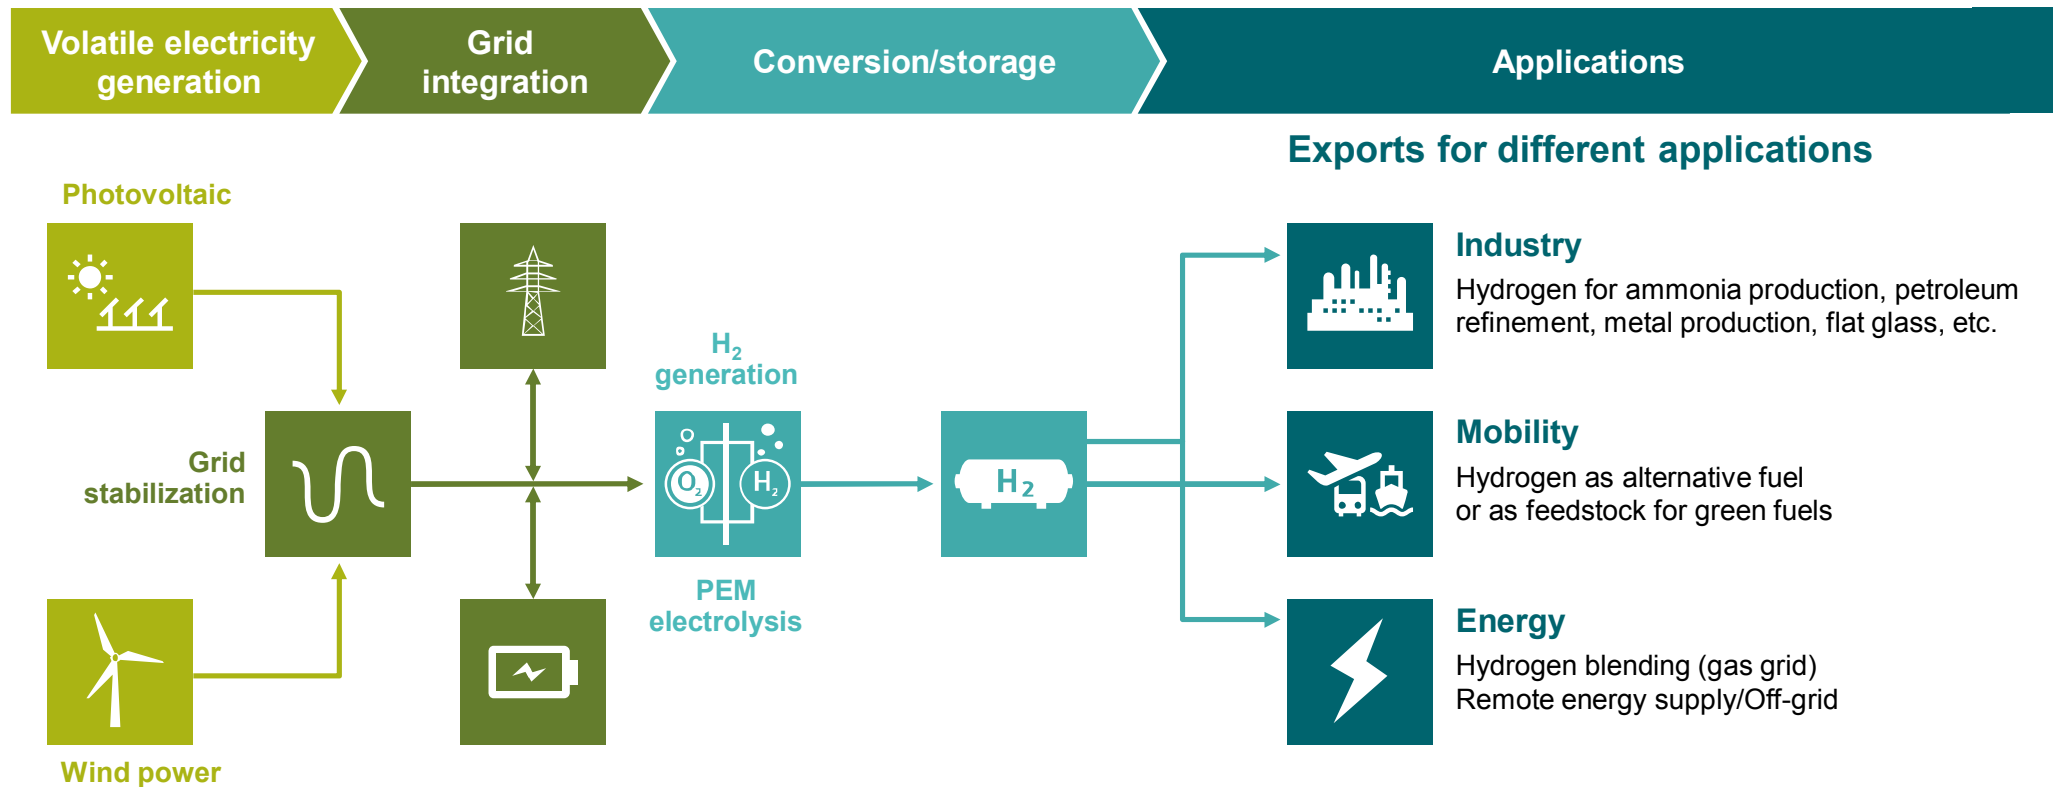 Volatile electricity
generation
Grid
integration
Conversion/storage
Applications
Exports for different applications
Photovoltaic
Wind power
Grid
stabilization
H₂
generation
O₂
H₂
PEM
electrolysis
H₂
Industry
Hydrogen for ammonia production, petroleum
refinement, metal production, flat glass, etc.
Mobility
Hydrogen as alternative fuel
or as feedstock for green fuels
Energy
Hydrogen blending (gas grid)
Remote energy supply/Off-grid